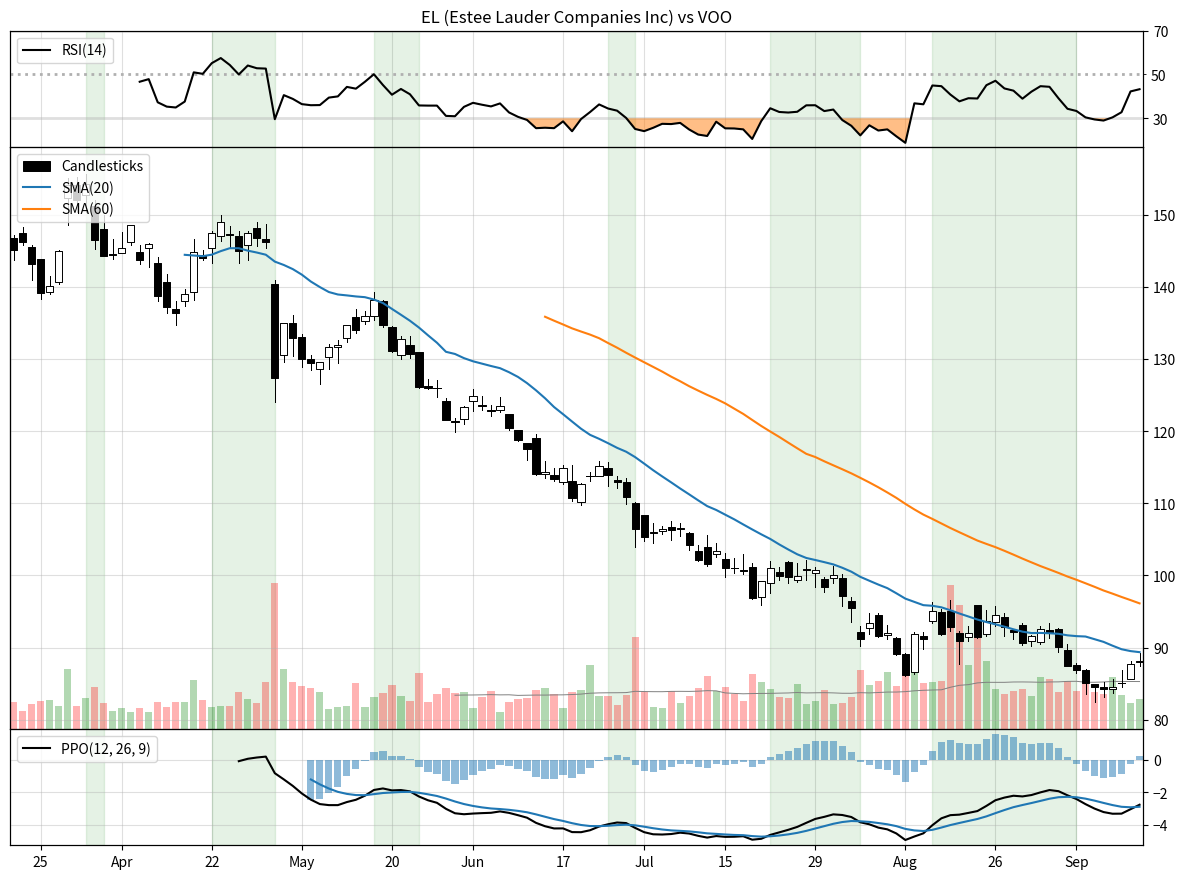 EL (Estee Lauder Companies Inc) vs VOO
RSI(14)
70
50
30
Candlesticks
SMA(20)
SMA(60)
150
140
130
120
110
100
90
80
PPO(12, 26, 9)
0
−2
−4
25 Apr 22 May 20 Jun 17 Jul 15 29 Aug 26 Sep